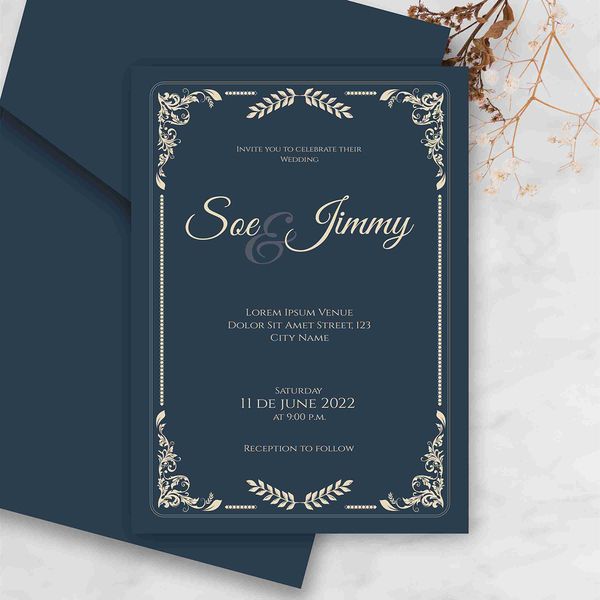 Invite you to celebrate their
Wedding
Soe & Jimmy
Lorem Ipsum Venue
Dolor Sit Amet Street, 123
City Name
Saturday
11 de June 2022
at 9:00 p.m.
Reception to follow